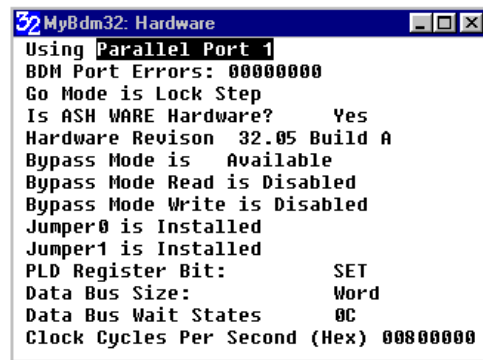 32 MyBdm32: Hardware
Using Parallel Port 1
BDM Port Errors: 00000000
Go Mode is Lock Step
Is ASH WARE Hardware? Yes
Hardware Revison 32.05 Build A
Bypass Mode is Available
Bypass Mode Read is Disabled
Bypass Mode Write is Disabled
Jumper0 is Installed
Jumper1 is Installed
PLD Register Bit: SET
Data Bus Size: Word
Data Bus Wait States 0C
Clock Cycles Per Second (Hex) 00800000